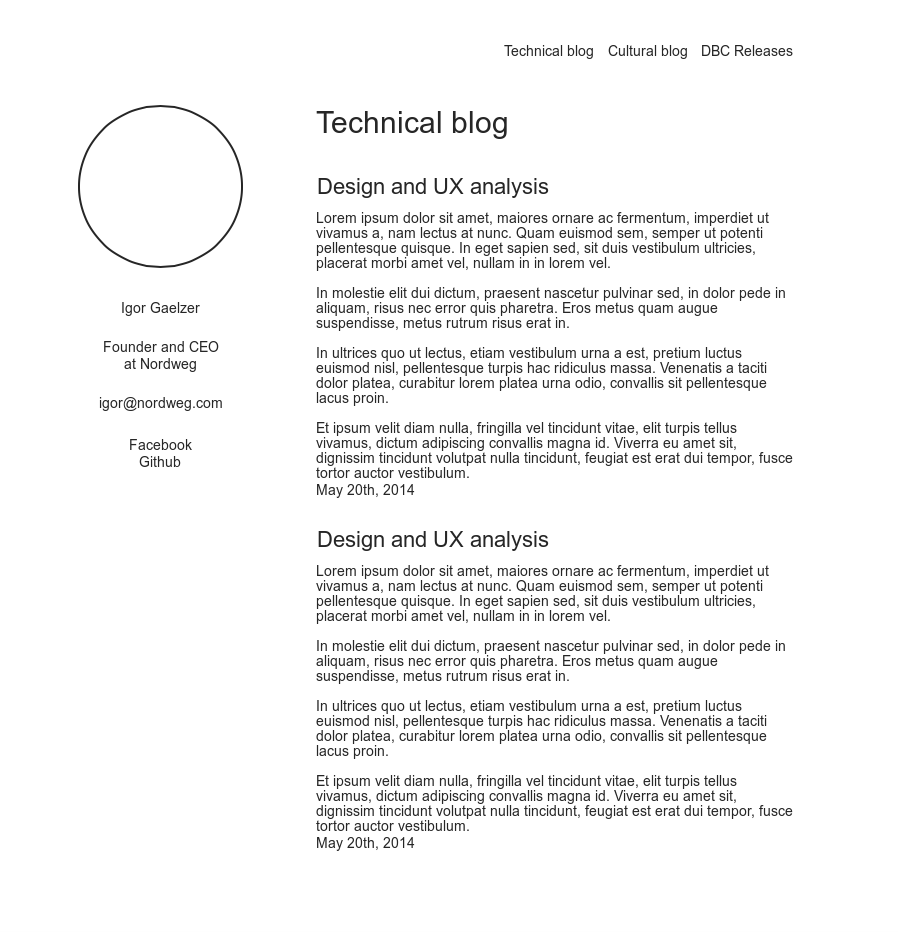 Technical blog Cultural blog DBC Releases
Igor Gaelzer
Founder and CEO
at Nordweg
igor@nordweg.com
Facebook
Github
Technical blog
Design and UX analysis
Lorem ipsum dolor sit amet, maiores ornare ac fermentum, imperdiet ut
vivamus a, nam lectus at nunc. Quam euismod sem, semper ut potenti
pellentesque quisque. In eget sapien sed, sit duis vestibulum ultricies,
placerat morbi amet vel, nullam in in lorem vel.
In molestie elit dui dictum, praesent nascetur pulvinar sed, in dolor pede in
aliquam, risus nec error quis pharetra. Eros metus quam augue
suspendisse, metus rutrum risus erat in.
In ultrices quo ut lectus, etiam vestibulum urna a est, pretium luctus
euismod nisl, pellentesque turpis hac ridiculus massa. Venenatis a taciti
dolor platea, curabitur lorem platea urna odio, convallis sit pellentesque
lacus proin.
Et ipsum velit diam nulla, fringilla vel tincidunt vitae, elit turpis tellus
vivamus, dictum adipiscing convallis magna id. Viverra eu amet sit,
dignissim tincidunt volutpat nulla tincidunt, feugiat est erat dui tempor, fusce
tortor auctor vestibulum.
May 20th, 2014
Design and UX analysis
Lorem ipsum dolor sit amet, maiores ornare ac fermentum, imperdiet ut
vivamus a, nam lectus at nunc. Quam euismod sem, semper ut potenti
pellentesque quisque. In eget sapien sed, sit duis vestibulum ultricies,
placerat morbi amet vel, nullam in in lorem vel.
In molestie elit dui dictum, praesent nascetur pulvinar sed, in dolor pede in
aliquam, risus nec error quis pharetra. Eros metus quam augue
suspendisse, metus rutrum risus erat in.
In ultrices quo ut lectus, etiam vestibulum urna a est, pretium luctus
euismod nisl, pellentesque turpis hac ridiculus massa. Venenatis a taciti
dolor platea, curabitur lorem platea urna odio, convallis sit pellentesque
lacus proin.
Et ipsum velit diam nulla, fringilla vel tincidunt vitae, elit turpis tellus
vivamus, dictum adipiscing convallis magna id. Viverra eu amet sit,
dignissim tincidunt volutpat nulla tincidunt, feugiat est erat dui tempor, fusce
tortor auctor vestibulum.
May 20th, 2014